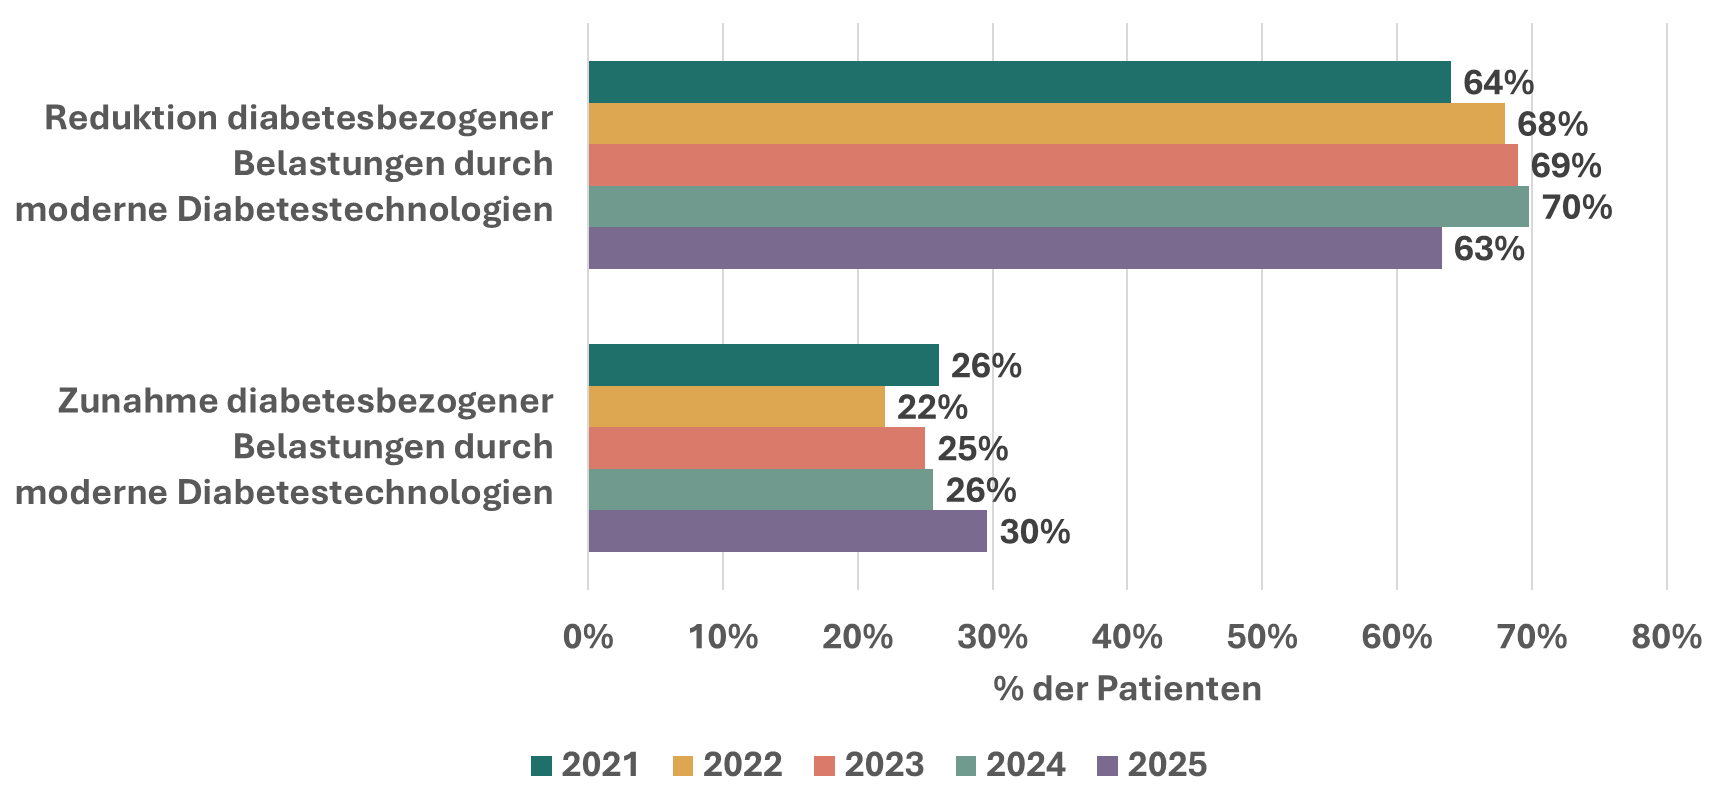 Reduktion diabetesbezogener
Belastungen durch
moderne Diabetestechnologien
64%
68%
69%
70%
63%
Zunahme diabetesbezogener
Belastungen durch
moderne Diabetestechnologien
26%
22%
25%
26%
30%
0% 10% 20% 30% 40% 50% 60% 70% 80%
% der Patienten
2021 2022 2023 2024 2025